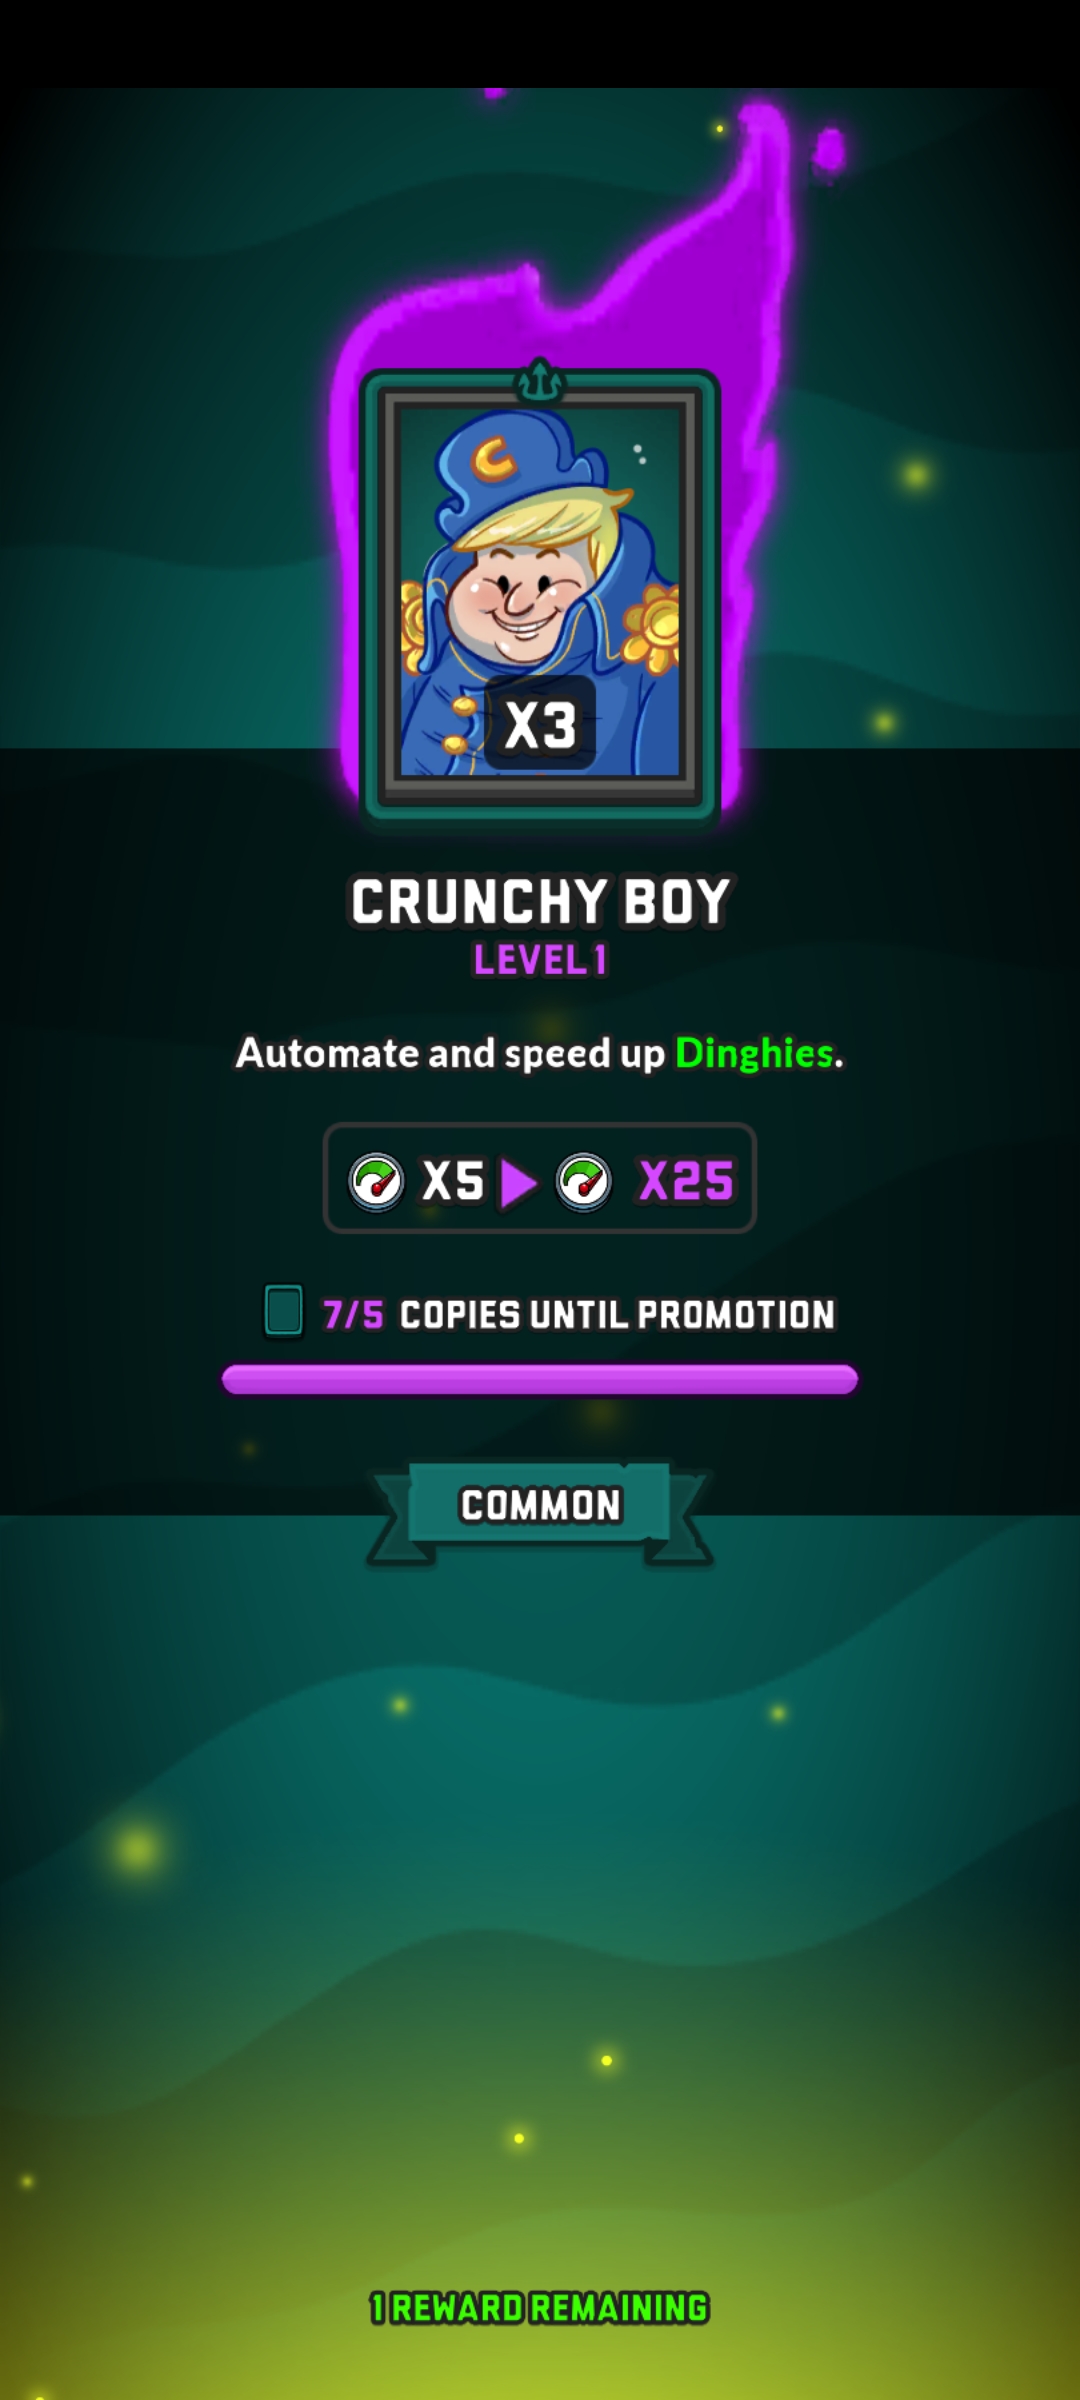 C
X3
CRUNCHY BOY
LEVEL 1
Automate and speed up Dinghies.
X5 X25
7/5 COPIES UNTIL PROMOTION
COMMON
1 REWARD REMAINING